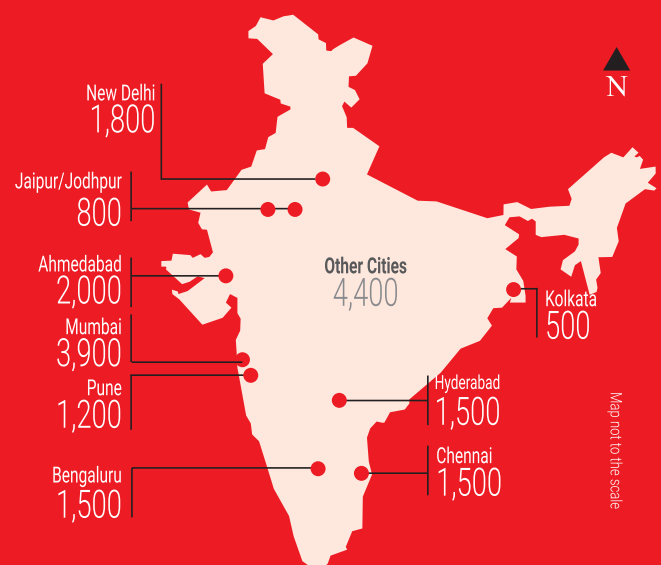 N
New Delhi
1,800
Jaipur/Jodhpur
800
Ahmedabad
2,000
Mumbai
3,900
Pune
1,200
Bengaluru
1,500
Other Cities
4,400
Kolkata
500
Hyderabad
1,500
Chennai
1,500
Map not to the scale